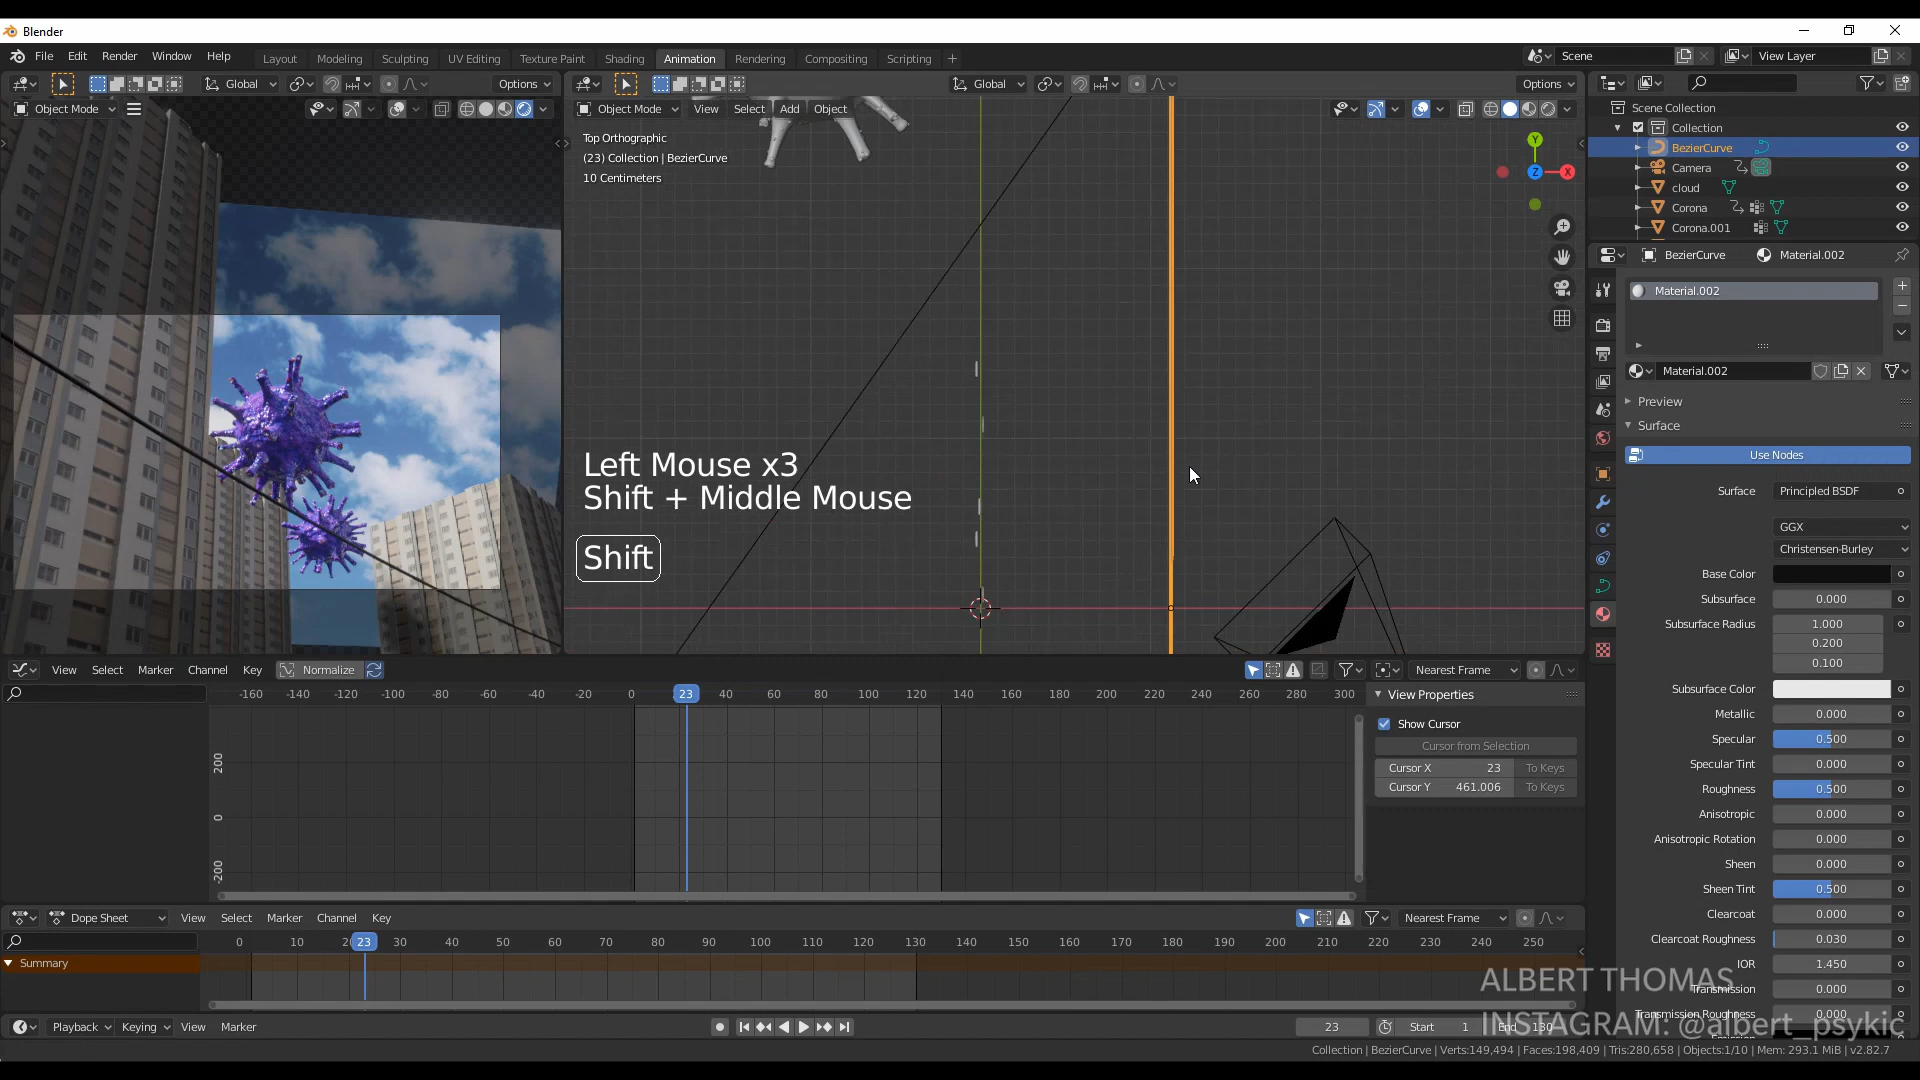 Blender
File Edit Render Window Help
Layout Modeling Sculpting UV Editing Texture Paint Shading Animation Rendering Compositing Scripting +
Scene
View Layer
Global
Options
Global
Options
Object Mode
Object Mode View Select Add Object
Top Orthographic
(23) Collection | BezierCurve
10 Centimeters
Y
Z
X
Left Mouse x3
Shift + Middle Mouse
Shift
Scene Collection
Collection
BezierCurve
Camera
cloud
Corona
Corona.001
BezierCurve Material.002
Material.002
Material.002
Preview
Surface
Use Nodes
Surface Principled BSDF
GGX
Christensen-Burley
Base Color
Subsurface 0.000
Subsurface Radius 1.000
0.200
0.100
Subsurface Color
Metallic 0.000
Specular 0.500
Specular Tint 0.000
Roughness 0.500
Anisotropic 0.000
Anisotropic Rotation 0.000
Sheen 0.000
Sheen Tint 0.500
Clearcoat 0.000
Clearcoat Roughness 0.030
IOR 1.450
Transmission 0.000
Transmission Roughness 0.000
View Select Marker Channel Key Normalize Nearest Frame
-160 -140 -120 -100 -80 -60 -40 -20 0 23 40 60 80 100 120 140 160 180 200 220 240 260 280 300
200
0
-200
View Properties
Show Cursor
Cursor from Selection
Cursor X 23 To Keys
Cursor Y 461.006 To Keys
Dope Sheet View Select Marker Channel Key Nearest Frame
0 10 23 30 40 50 60 70 80 90 100 110 120 130 140 150 160 170 180 190 200 210 220 230 240 250
Summary
Playback Keying View Marker
23 Start 1 End 130
ALBERT THOMAS
INSTAGRAM: @albert_psykic
Collection | BezierCurve | Verts:149,494 | Faces:198,409 | Tris:280,658 | Objects:1/10 | Mem: 293.1 MiB | v2.82.7